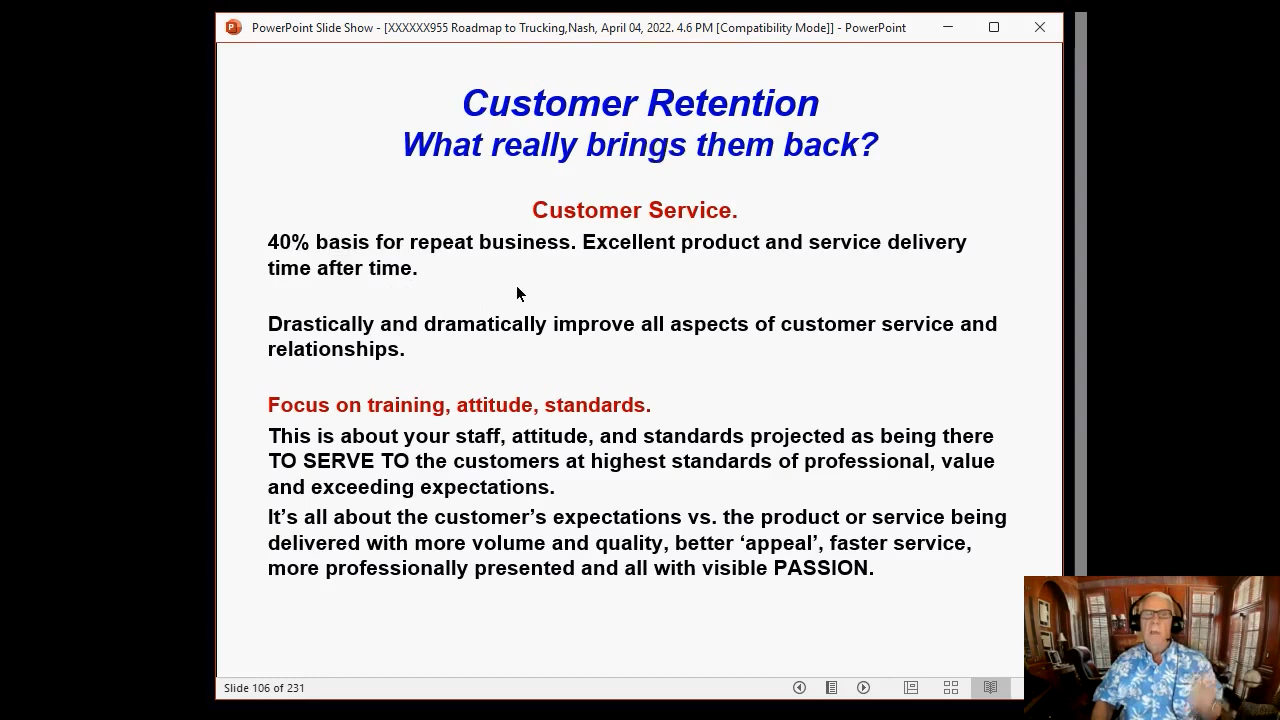 PowerPoint Slide Show - [XXXXXX955 Roadmap to Trucking,Nash, April 04, 2022. 4.6 PM [Compatibility Mode]] - PowerPoint
Customer Retention
What really brings them back?
Customer Service.
40% basis for repeat business. Excellent product and service delivery
time after time.
Drastically and dramatically improve all aspects of customer service and
relationships.
Focus on training, attitude, standards.
This is about your staff, attitude, and standards projected as being there
TO SERVE TO the customers at highest standards of professional, value
and exceeding expectations.
It’s all about the customer’s expectations vs. the product or service being
delivered with more volume and quality, better ‘appeal’, faster service,
more professionally presented and all with visible PASSION.
Slide 106 of 231